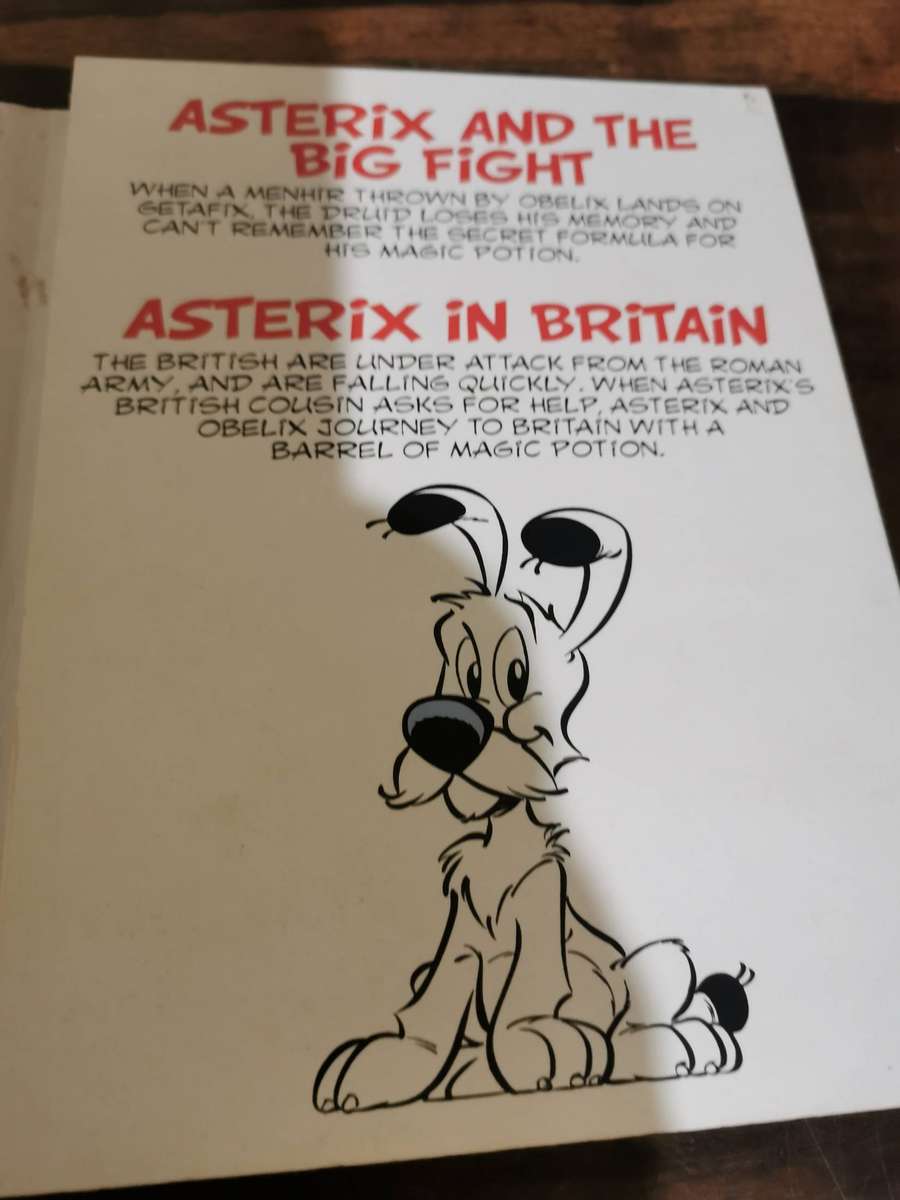 ASTERiX AND THE
BiG FiGHT
WHEN A MENHIR THROWN BY OBELIX LANDS ON
GETAFIX, THE DRUID LOSES HIS MEMORY AND
CAN'T REMEMBER THE SECRET FORMULA FOR
HIS MAGIC POTION.
ASTERiX iN BRiTAiN
THE BRITISH ARE UNDER ATTACK FROM THE ROMAN
ARMY, AND ARE FALLING QUICKLY. WHEN ASTERIX'S
BRITISH COUSIN ASKS FOR HELP, ASTERIX AND
OBELIX JOURNEY TO BRITAIN WITH A
BARREL OF MAGIC POTION.